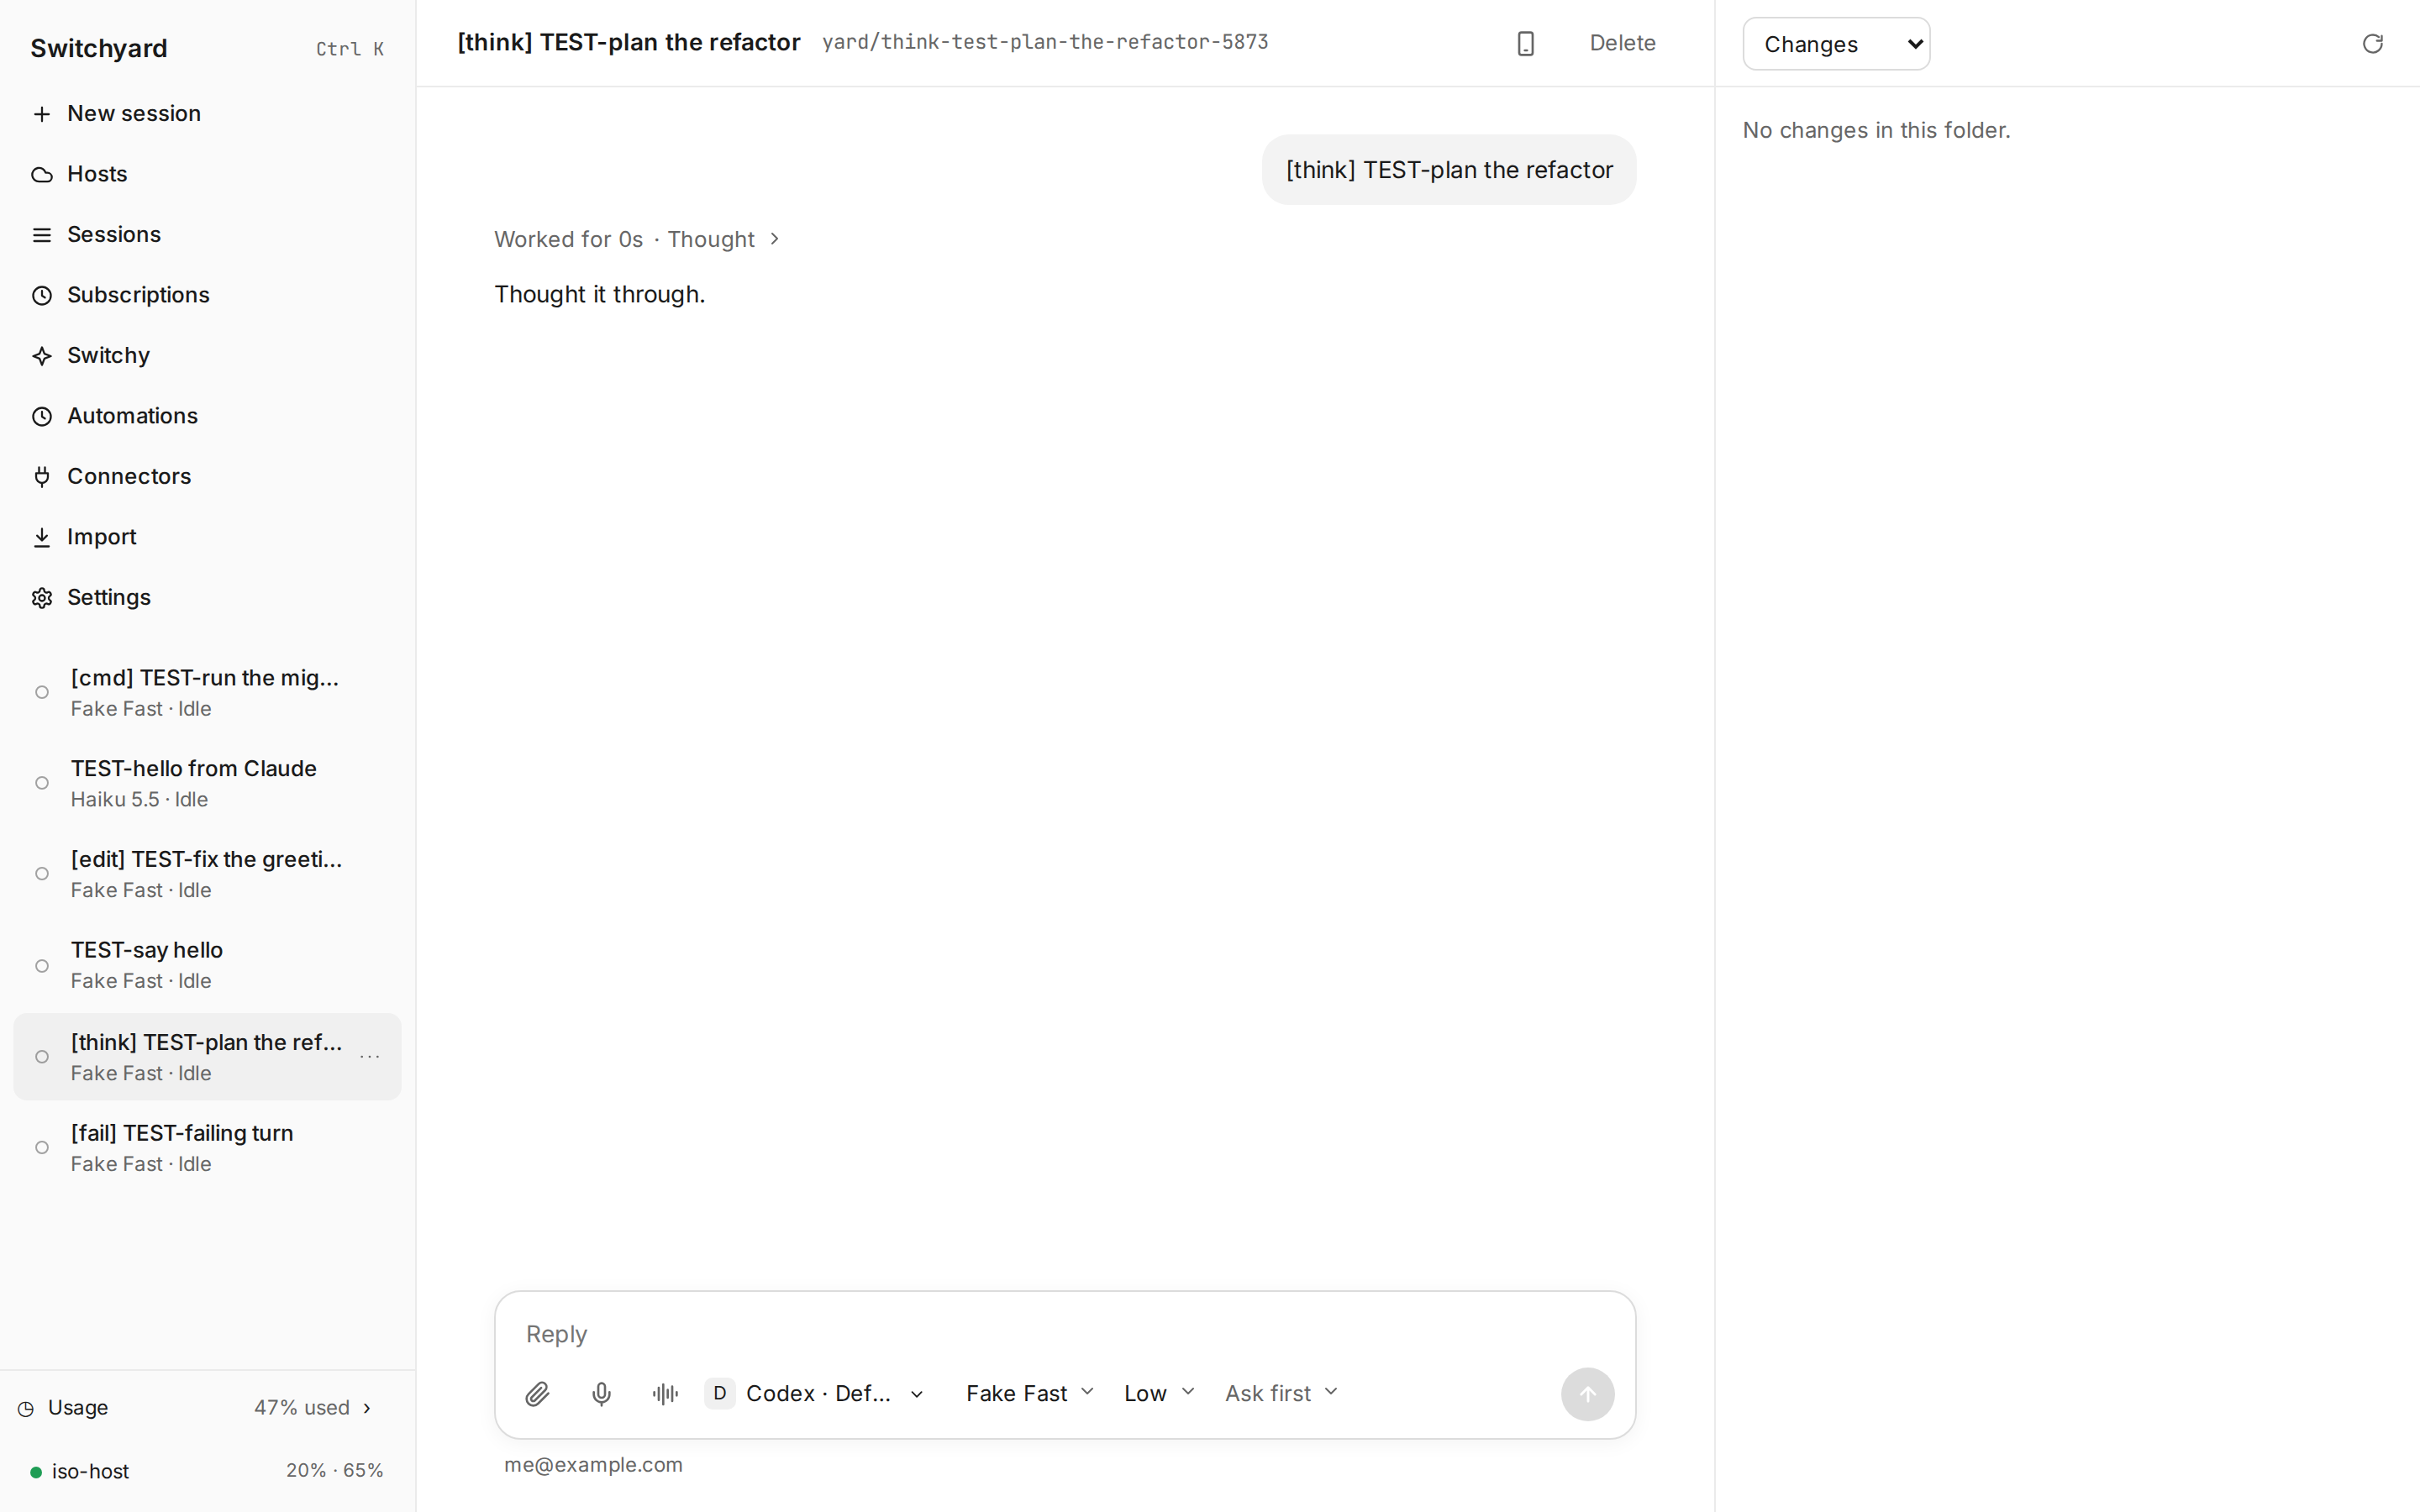 Switchyard
Ctrl K
New session
Hosts
Sessions
Subscriptions
Switchy
Automations
Connectors
Import
Settings
[cmd] TEST-run the mig...
Fake Fast · Idle
TEST-hello from Claude
Haiku 5.5 · Idle
[edit] TEST-fix the greeti...
Fake Fast · Idle
TEST-say hello
Fake Fast · Idle
[think] TEST-plan the ref...
Fake Fast · Idle
[fail] TEST-failing turn
Fake Fast · Idle
Usage
47% used
iso-host
20% · 65%
[think] TEST-plan the refactor
yard/think-test-plan-the-refactor-5873
Delete
[think] TEST-plan the refactor
Worked for 0s · Thought
Thought it through.
Reply
D
Codex · Def...
Fake Fast
Low
Ask first
me@example.com
Changes
No changes in this folder.